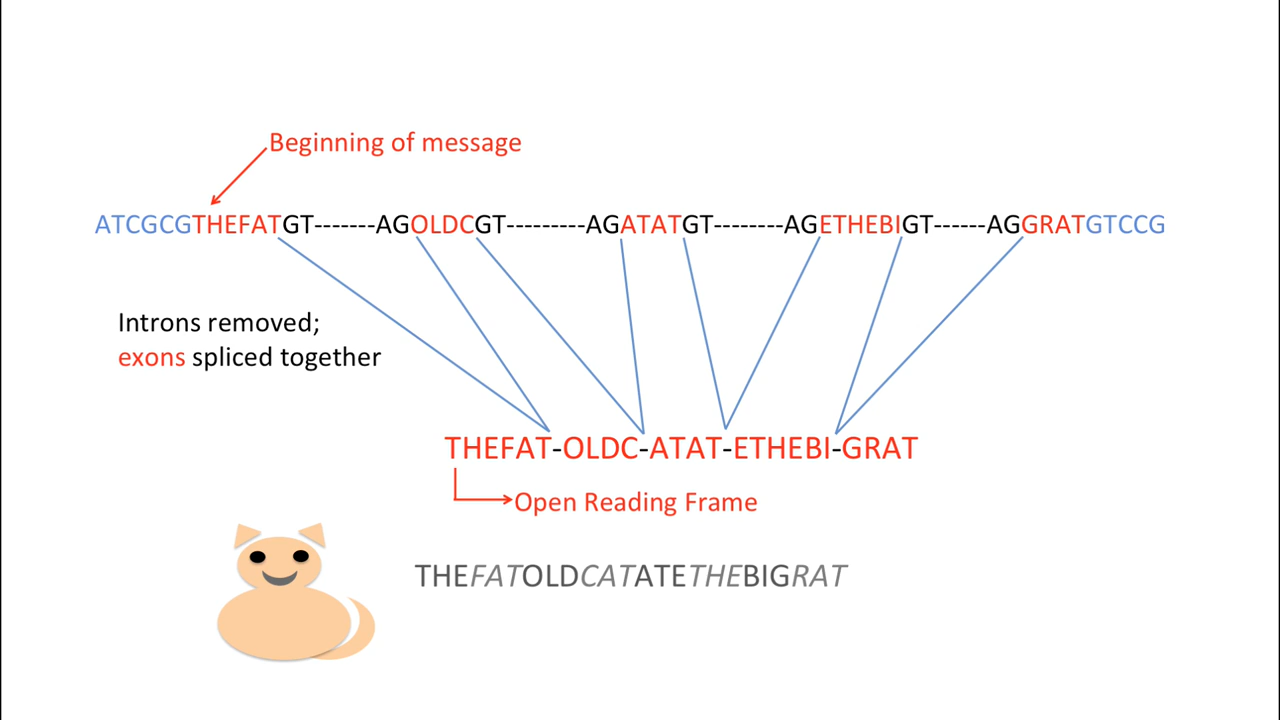 Beginning of message
ATCGCGTHEFATGT-------AGOLDCGT---------AGATATGT--------AGETHEBIGT------AGGRATGTCCG
Introns removed;
exons spliced together
THEFAT-OLDC-ATAT-ETHEBI-GRAT
Open Reading Frame
THEFATOLDCATATETHEBIGRAT